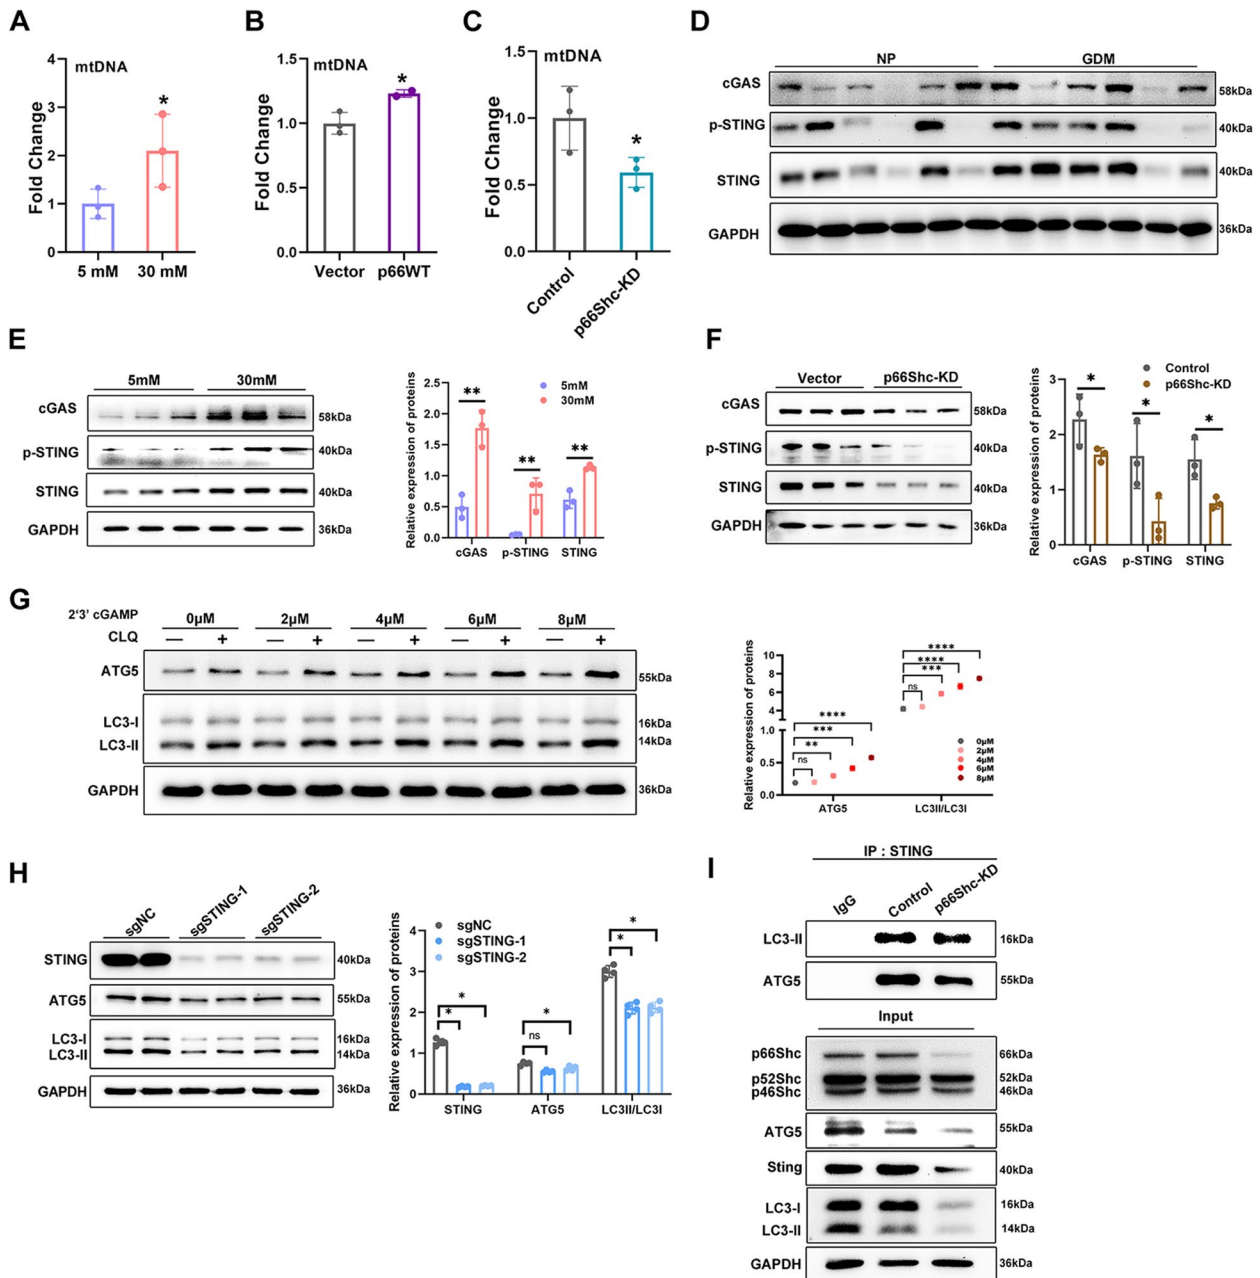 A
mtDNA
*
Fold Change
4
3
2
1
0
5 mM 30 mM
B
mtDNA
*
Fold Change
1.5
1.0
0.5
0.0
Vector p66WT
C
mtDNA
*
Fold Change
1.5
1.0
0.5
0.0
Control
p66Shc-KD
D
NP GDM
cGAS 58kDa
p-STING 40kDa
STING 40kDa
GAPDH 36kDa
E
5mM 30mM
cGAS 58kDa
p-STING 40kDa
STING 40kDa
GAPDH 36kDa
Relative expression of proteins
2.5
2.0
1.5
1.0
0.5
0.0
** ** **
5mM
30mM
cGAS p-STING STING
F
Vector p66Shc-KD
cGAS 58kDa
p-STING 40kDa
STING 40kDa
GAPDH 36kDa
Relative expression of proteins
3
2
1
0
* * *
Control
p66Shc-KD
cGAS p-STING STING
G
2'3' cGAMP 0μM 2μM 4μM 6μM 8μM
CLQ — + — + — + — + — +
ATG5 55kDa
LC3-I 16kDa
LC3-II 14kDa
GAPDH 36kDa
Relative expression of proteins
10
8
6
4
1.0
0.5
0.0
****
***
**
ns
****
****
***
ns
0μM
2μM
4μM
6μM
8μM
ATG5 LC3II/LC3I
H
sgNC sgSTING-1 sgSTING-2
STING 40kDa
ATG5 55kDa
LC3-I 16kDa
LC3-II 14kDa
GAPDH 36kDa
Relative expression of proteins
4
3
2
1
0
sgNC
sgSTING-1
sgSTING-2
*
*
*
ns
*
*
STING ATG5 LC3II/LC3I
I
IP : STING
IgG Control p66Shc-KD
LC3-II 16kDa
ATG5 55kDa
Input
p66Shc 66kDa
p52Shc 52kDa
p46Shc 46kDa
ATG5 55kDa
Sting 40kDa
LC3-I 16kDa
LC3-II 14kDa
GAPDH 36kDa